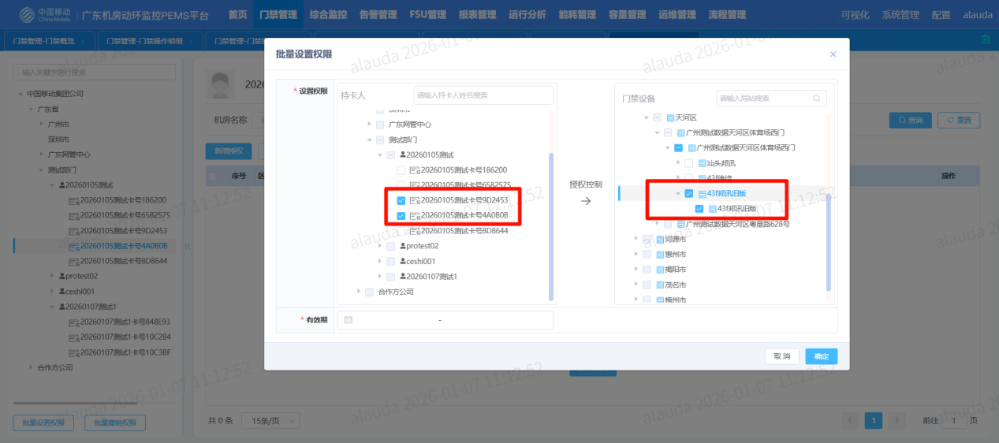 中国移动
China Mobile
广东机房动环监控PEMS平台
首页 门禁管理 综合监控 告警管理 FSU管理 报表管理 运行分析 能耗管理 容量管理 运维管理 流程管理
可视化 系统管理 配置 alauda
门禁管理-门禁概览 × 门禁管理-门禁操作明细 × 门禁管理-门禁
输入关键字进行搜索
中国移动集团公司
广东省
广州市
深圳市
广东网管中心
测试部门
20260105测试
20260105测试卡号186200
20260105测试卡号6582575
20260105测试卡号9D2453
20260105测试卡号4A0B0B
20260105测试卡号8D8644
protest02
ceshi001
20260107测试1
20260107测试1卡号848E93
20260107测试1卡号10C284
20260107测试1卡号10C3BF
合作方公司
批量设置权限 批量撤销权限
2026
机房名称
查询 重置
新增授权
序号 区 操作
批量设置权限
* 设置权限
持卡人 请输入持卡人姓名搜索
深圳市
广东网管中心
测试部门
20260105测试
20260105测试卡号186200
20260105测试卡号6582575
20260105测试卡号9D2453
20260105测试卡号4A0B0B
20260105测试卡号8D8644
protest02
ceshi001
20260107测试1
合作方公司
授权控制
→
门禁设备 请输入局站搜索
天河区
广州测试数据天河区体育场西门
广州测试数据天河区体育场西门
汕头邦讯
43f维谛
43f邦讯旧版
43f邦讯旧版
广州测试数据天河区粤垦路628号
河源市
惠州市
揭阳市
茂名市
梅州市
* 有效期 -
取 消 确定
共 0 条 15条/页 1 前往 1 页
alauda 2026-01-07 11:12:52